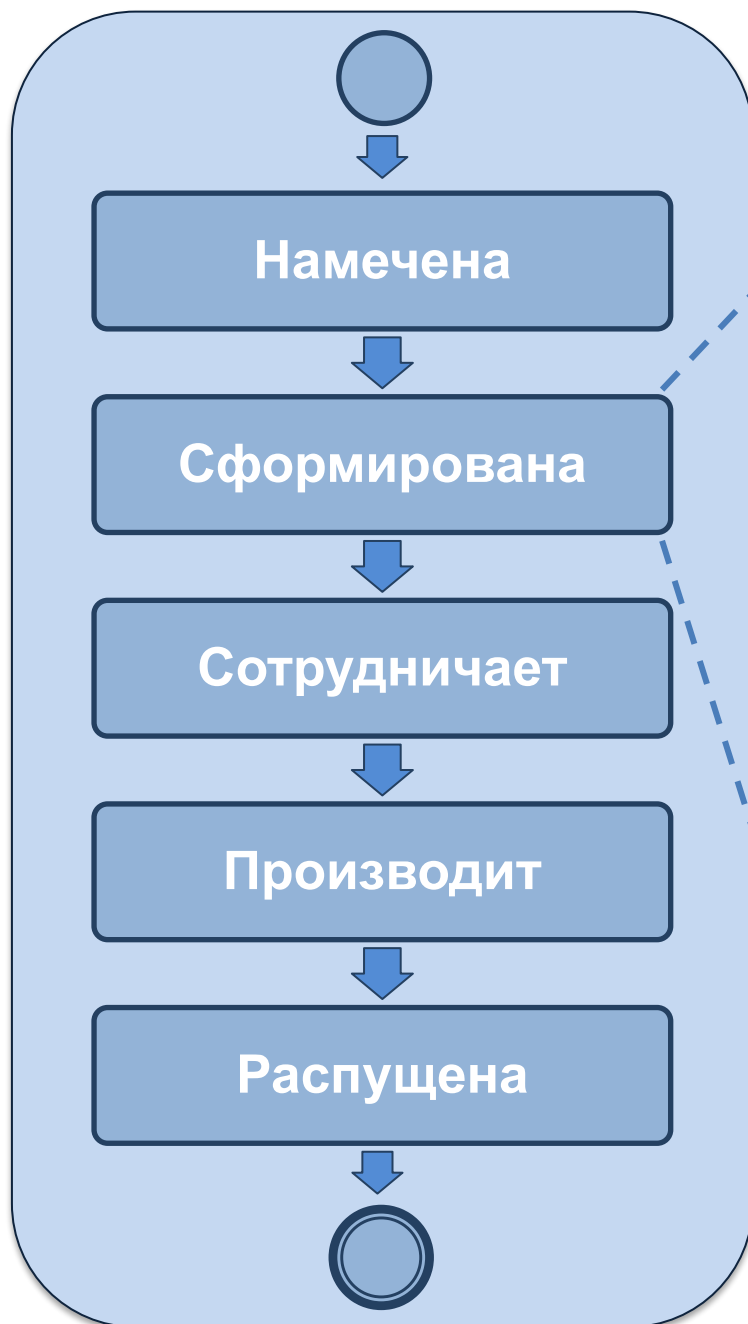 Намечена
Сформирована
Сотрудничает
Производит
Распущена